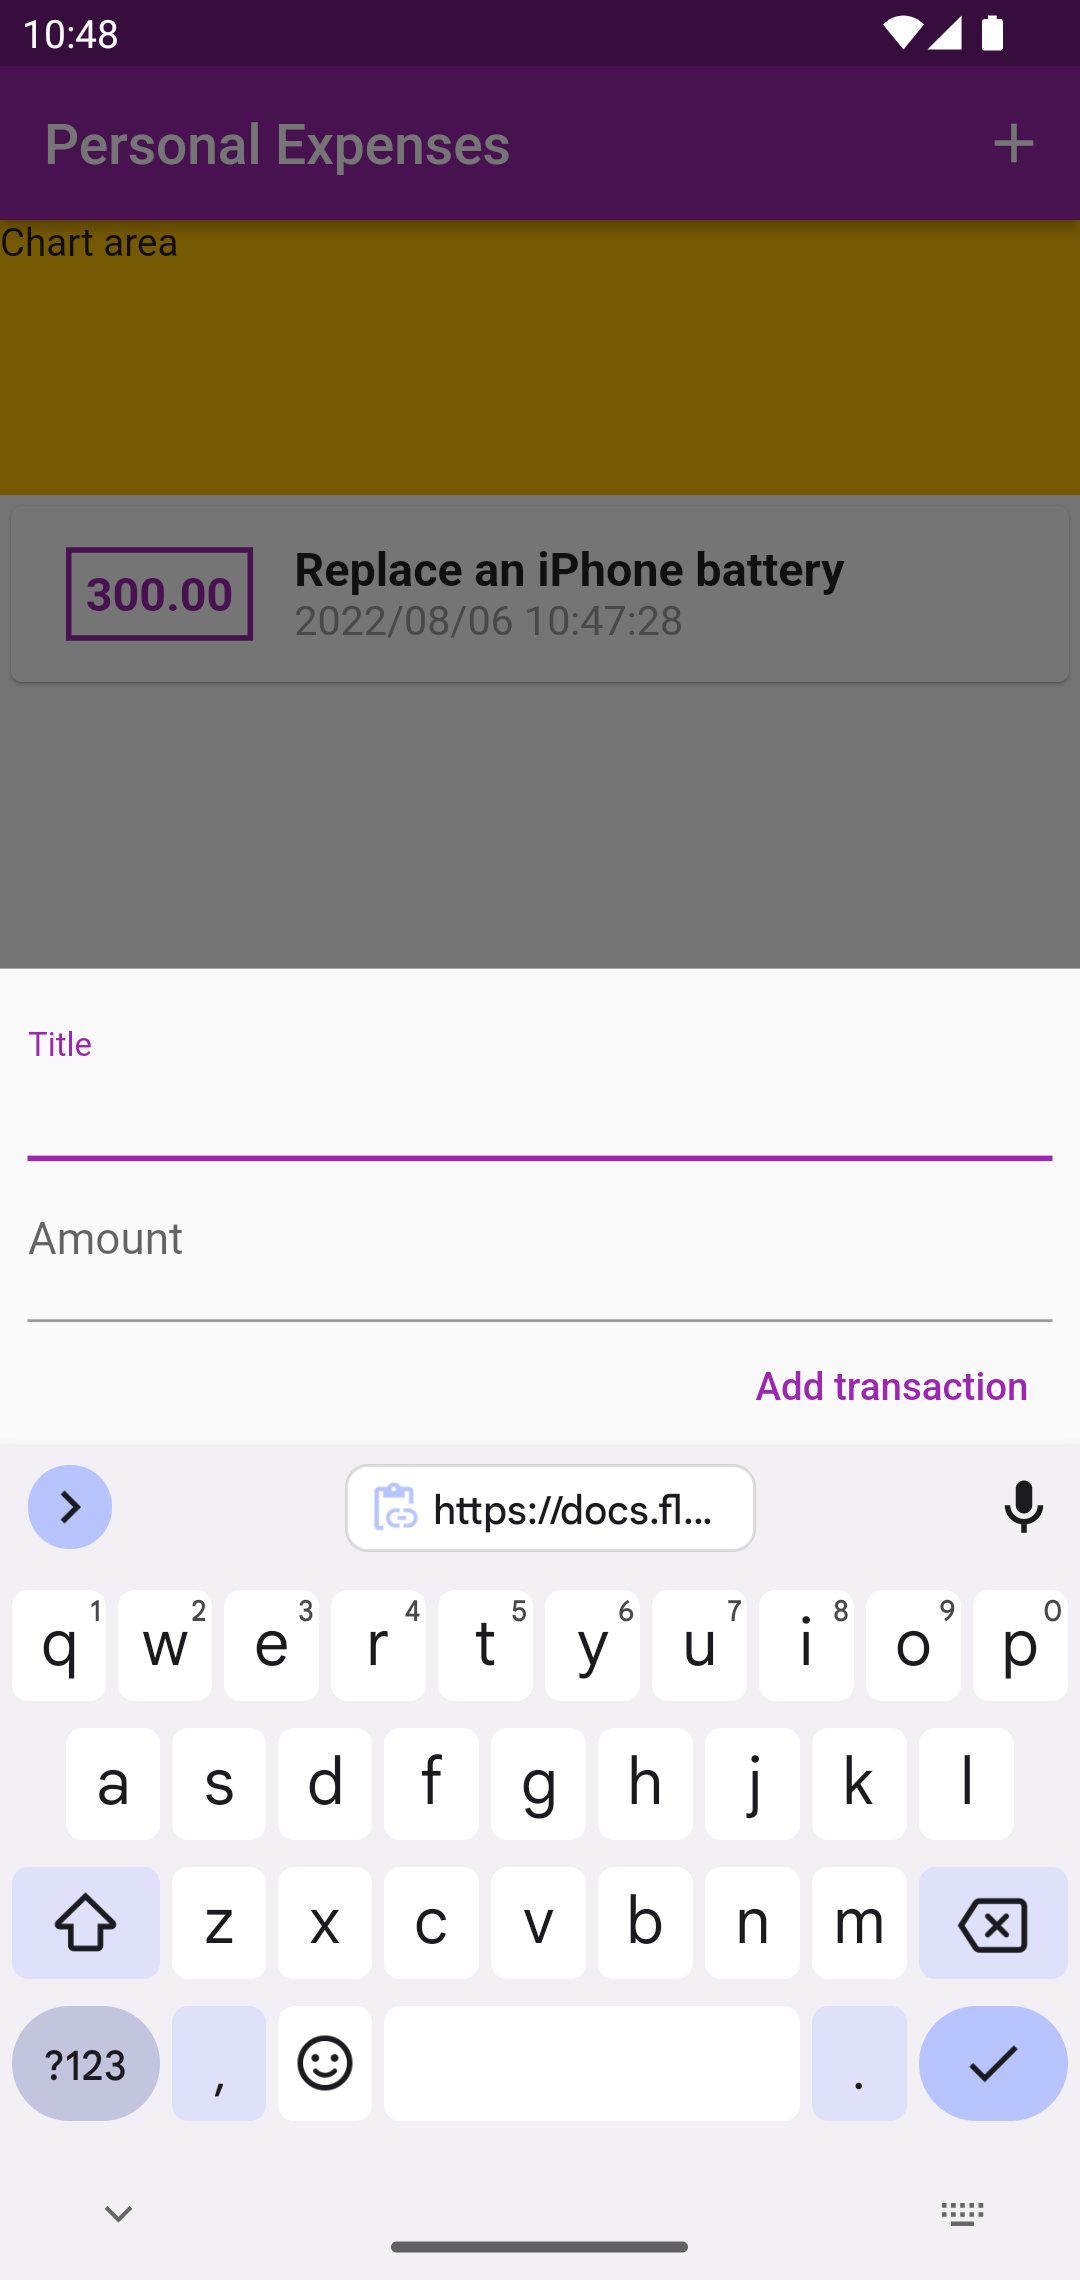 10:48
Personal Expenses
Chart area
300.00
Replace an iPhone battery
2022/08/06 10:47:28
Title
Amount
Add transaction
https://docs.fl...
q 1 w 2 e 3 r 4 t 5 y 6 u 7 i 8 o 9 p 0
a s d f g h j k l
z x c v b n m
?123 , .